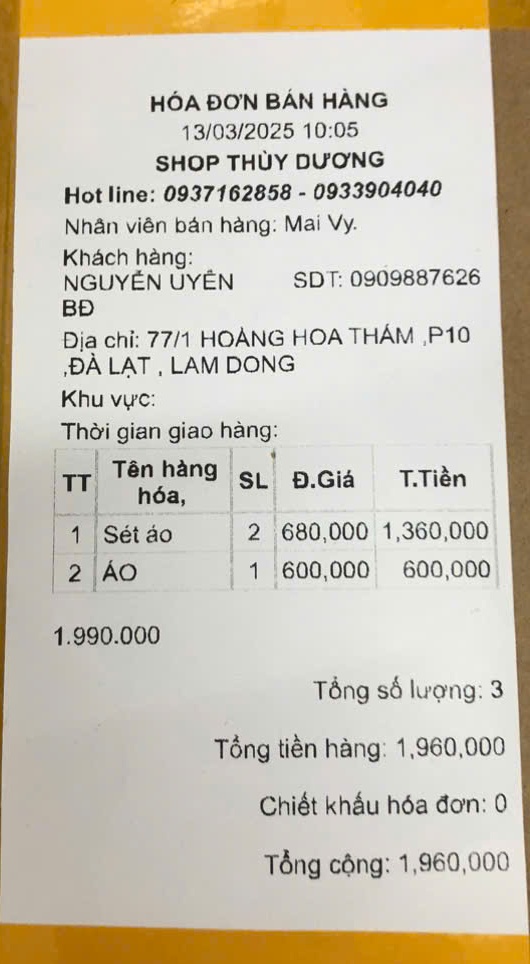 HÓA ĐƠN BÁN HÀNG
13/03/2025 10:05
SHOP THÙY DƯƠNG
Hot line: 0937162858 - 0933904040
Nhân viên bán hàng: Mai Vy.
Khách hàng:
NGUYỄN UYÊN SDT: 0909887626
BĐ
Địa chỉ: 77/1 HOÀNG HOA THÁM ,P10
,ĐÀ LẠT , LAM DONG
Khu vực:
Thời gian giao hàng:
TT Tên hàng hóa, SL Đ.Giá T.Tiền
1 Sét áo 2 680,000 1,360,000
2 ÁO 1 600,000 600,000
1.990.000
Tổng số lượng: 3
Tổng tiền hàng: 1,960,000
Chiết khấu hóa đơn: 0
Tổng cộng: 1,960,000